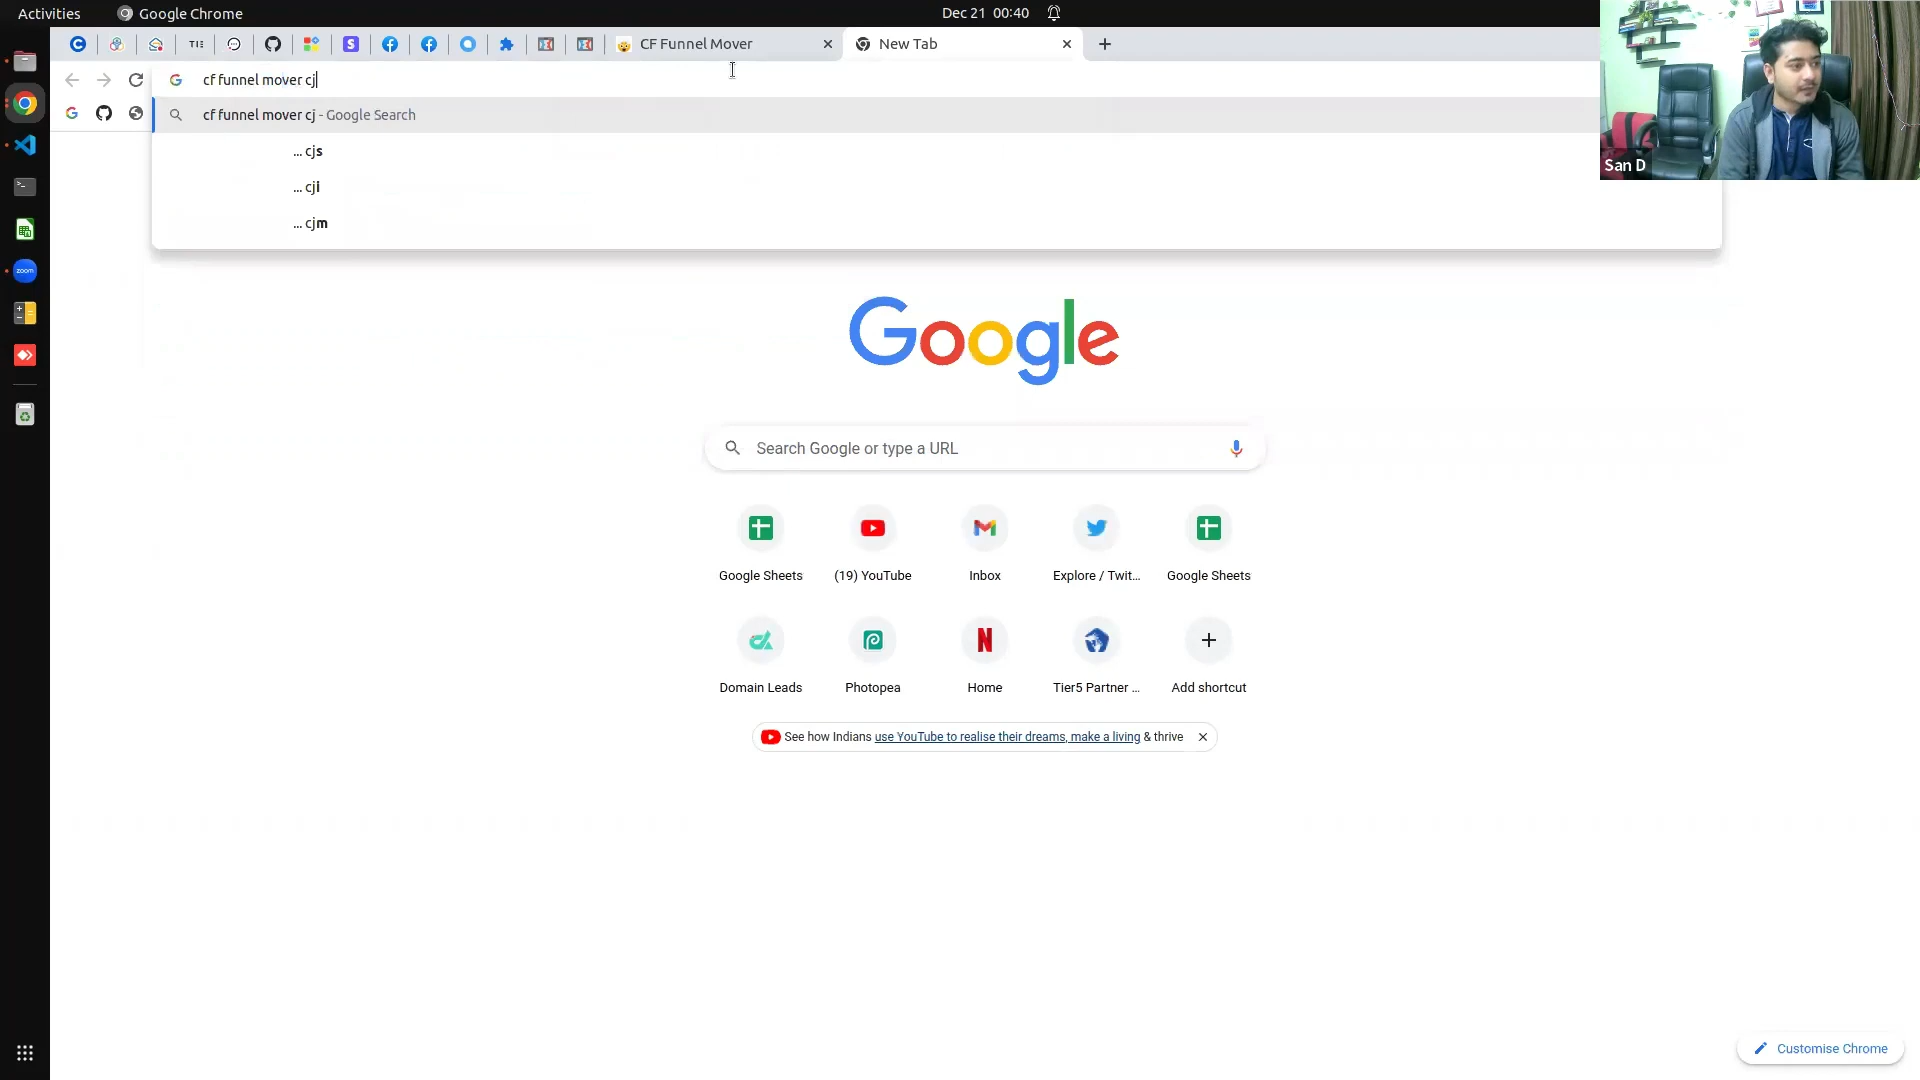 Activities
Google Chrome
Dec 21 00:40
CF Funnel Mover
New Tab
cf funnel mover cj
cf funnel mover cj - Google Search
... cjs
... cji
... cjm
San D
zoom
Google
Search Google or type a URL
Google Sheets
(19) YouTube
Inbox
Explore / Twit...
Google Sheets
Domain Leads
Photopea
Home
Tier5 Partner ...
Add shortcut
See how Indians use YouTube to realise their dreams, make a living & thrive
Customise Chrome